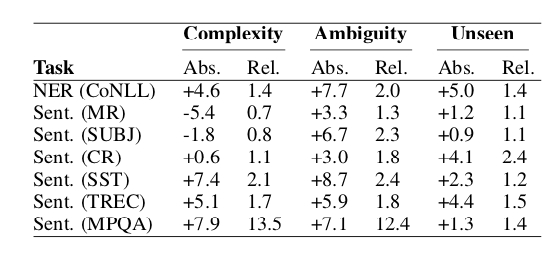 Complexity Ambiguity Unseen
Task Abs. Rel. Abs. Rel. Abs. Rel.
NER (CoNLL) +4.6 1.4 +7.7 2.0 +5.0 1.4
Sent. (MR) -5.4 0.7 +3.3 1.3 +1.2 1.1
Sent. (SUBJ) -1.8 0.8 +6.7 2.3 +0.9 1.1
Sent. (CR) +0.6 1.1 +3.0 1.8 +4.1 2.4
Sent. (SST) +7.4 2.1 +8.7 2.4 +2.3 1.2
Sent. (TREC) +5.1 1.7 +5.9 1.8 +4.4 1.5
Sent. (MPQA) +7.9 13.5 +7.1 12.4 +1.3 1.4